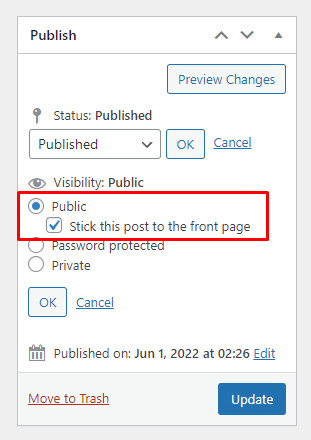 Publish
Preview Changes
Status: Published
Published OK Cancel
Visibility: Public
Public
Stick this post to the front page
Password protected
Private
OK Cancel
Published on: Jun 1, 2022 at 02:26 Edit
Move to Trash Update